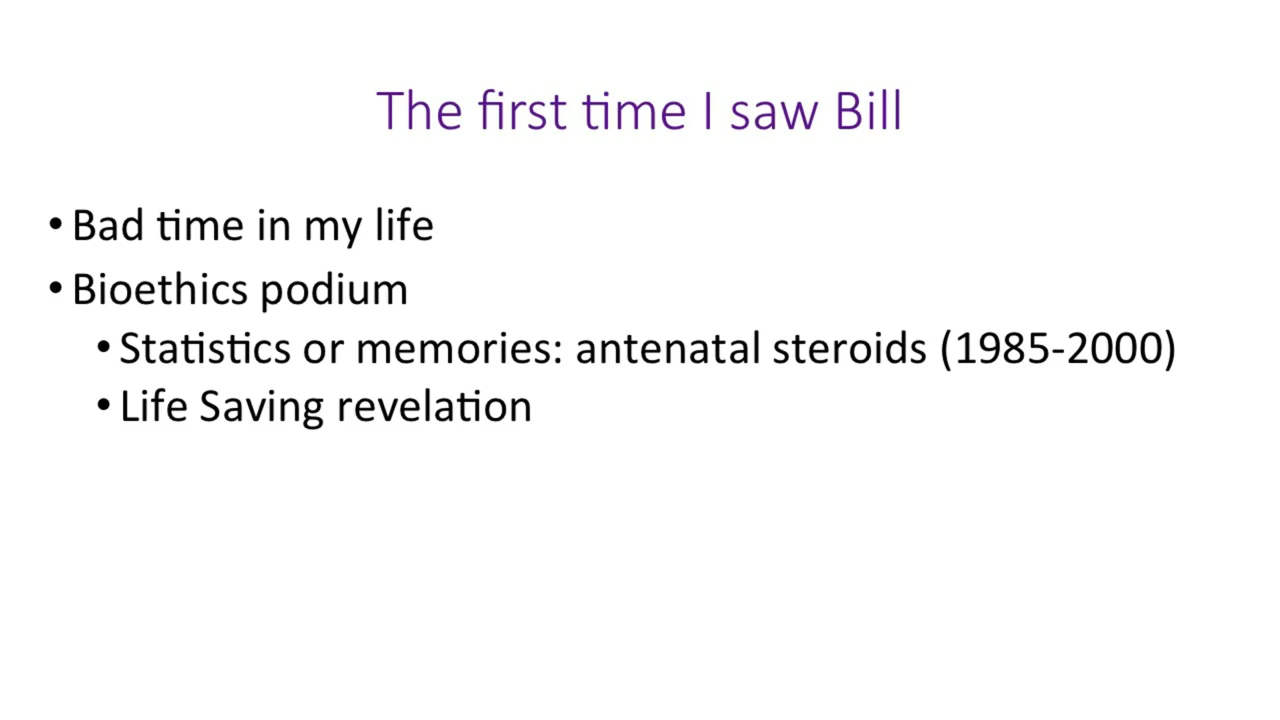 The first time I saw Bill
• Bad time in my life
• Bioethics podium
• Statistics or memories: antenatal steroids (1985-2000)
• Life Saving revelation